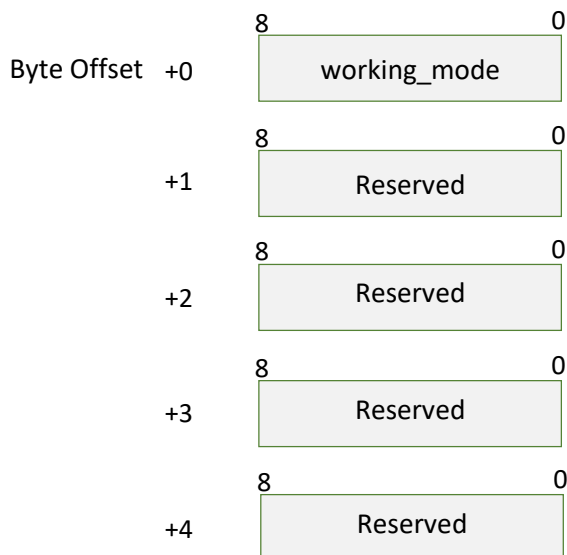 8 0
Byte Offset +0 working_mode
8 0
+1 Reserved
8 0
+2 Reserved
8 0
+3 Reserved
8 0
+4 Reserved